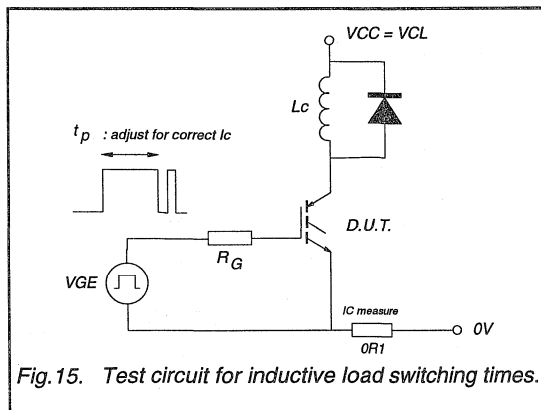 VCC = VCL
Lc
tp : adjust for correct Ic
D.U.T.
RG
VGE
IC measure
0R1
0V
Fig.15. Test circuit for inductive load switching times.